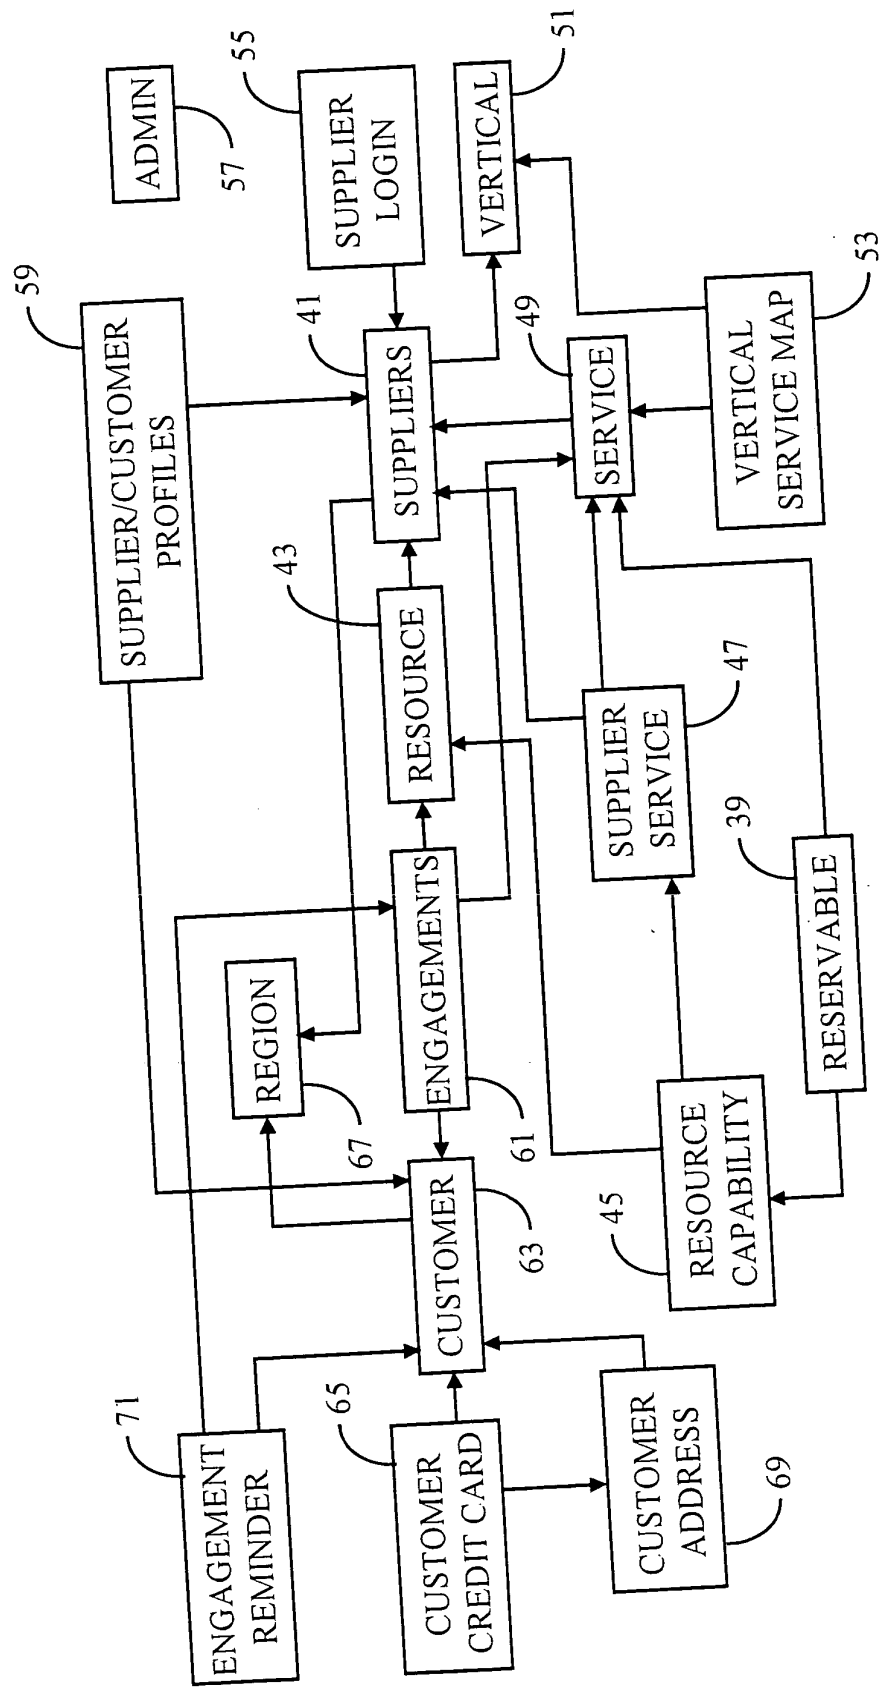 ADMIN
57
SUPPLIER
LOGIN
55
VERTICAL
51
SUPPLIER/CUSTOMER
PROFILES
59
SUPPLIERS
41
SERVICE
49
VERTICAL
SERVICE MAP
53
RESOURCE
43
SUPPLIER
SERVICE
47
REGION
67
ENGAGEMENTS
61
RESERVABLE
39
CUSTOMER
63
RESOURCE
CAPABILITY
45
ENGAGEMENT
REMINDER
71
CUSTOMER
CREDIT CARD
65
CUSTOMER
ADDRESS
69